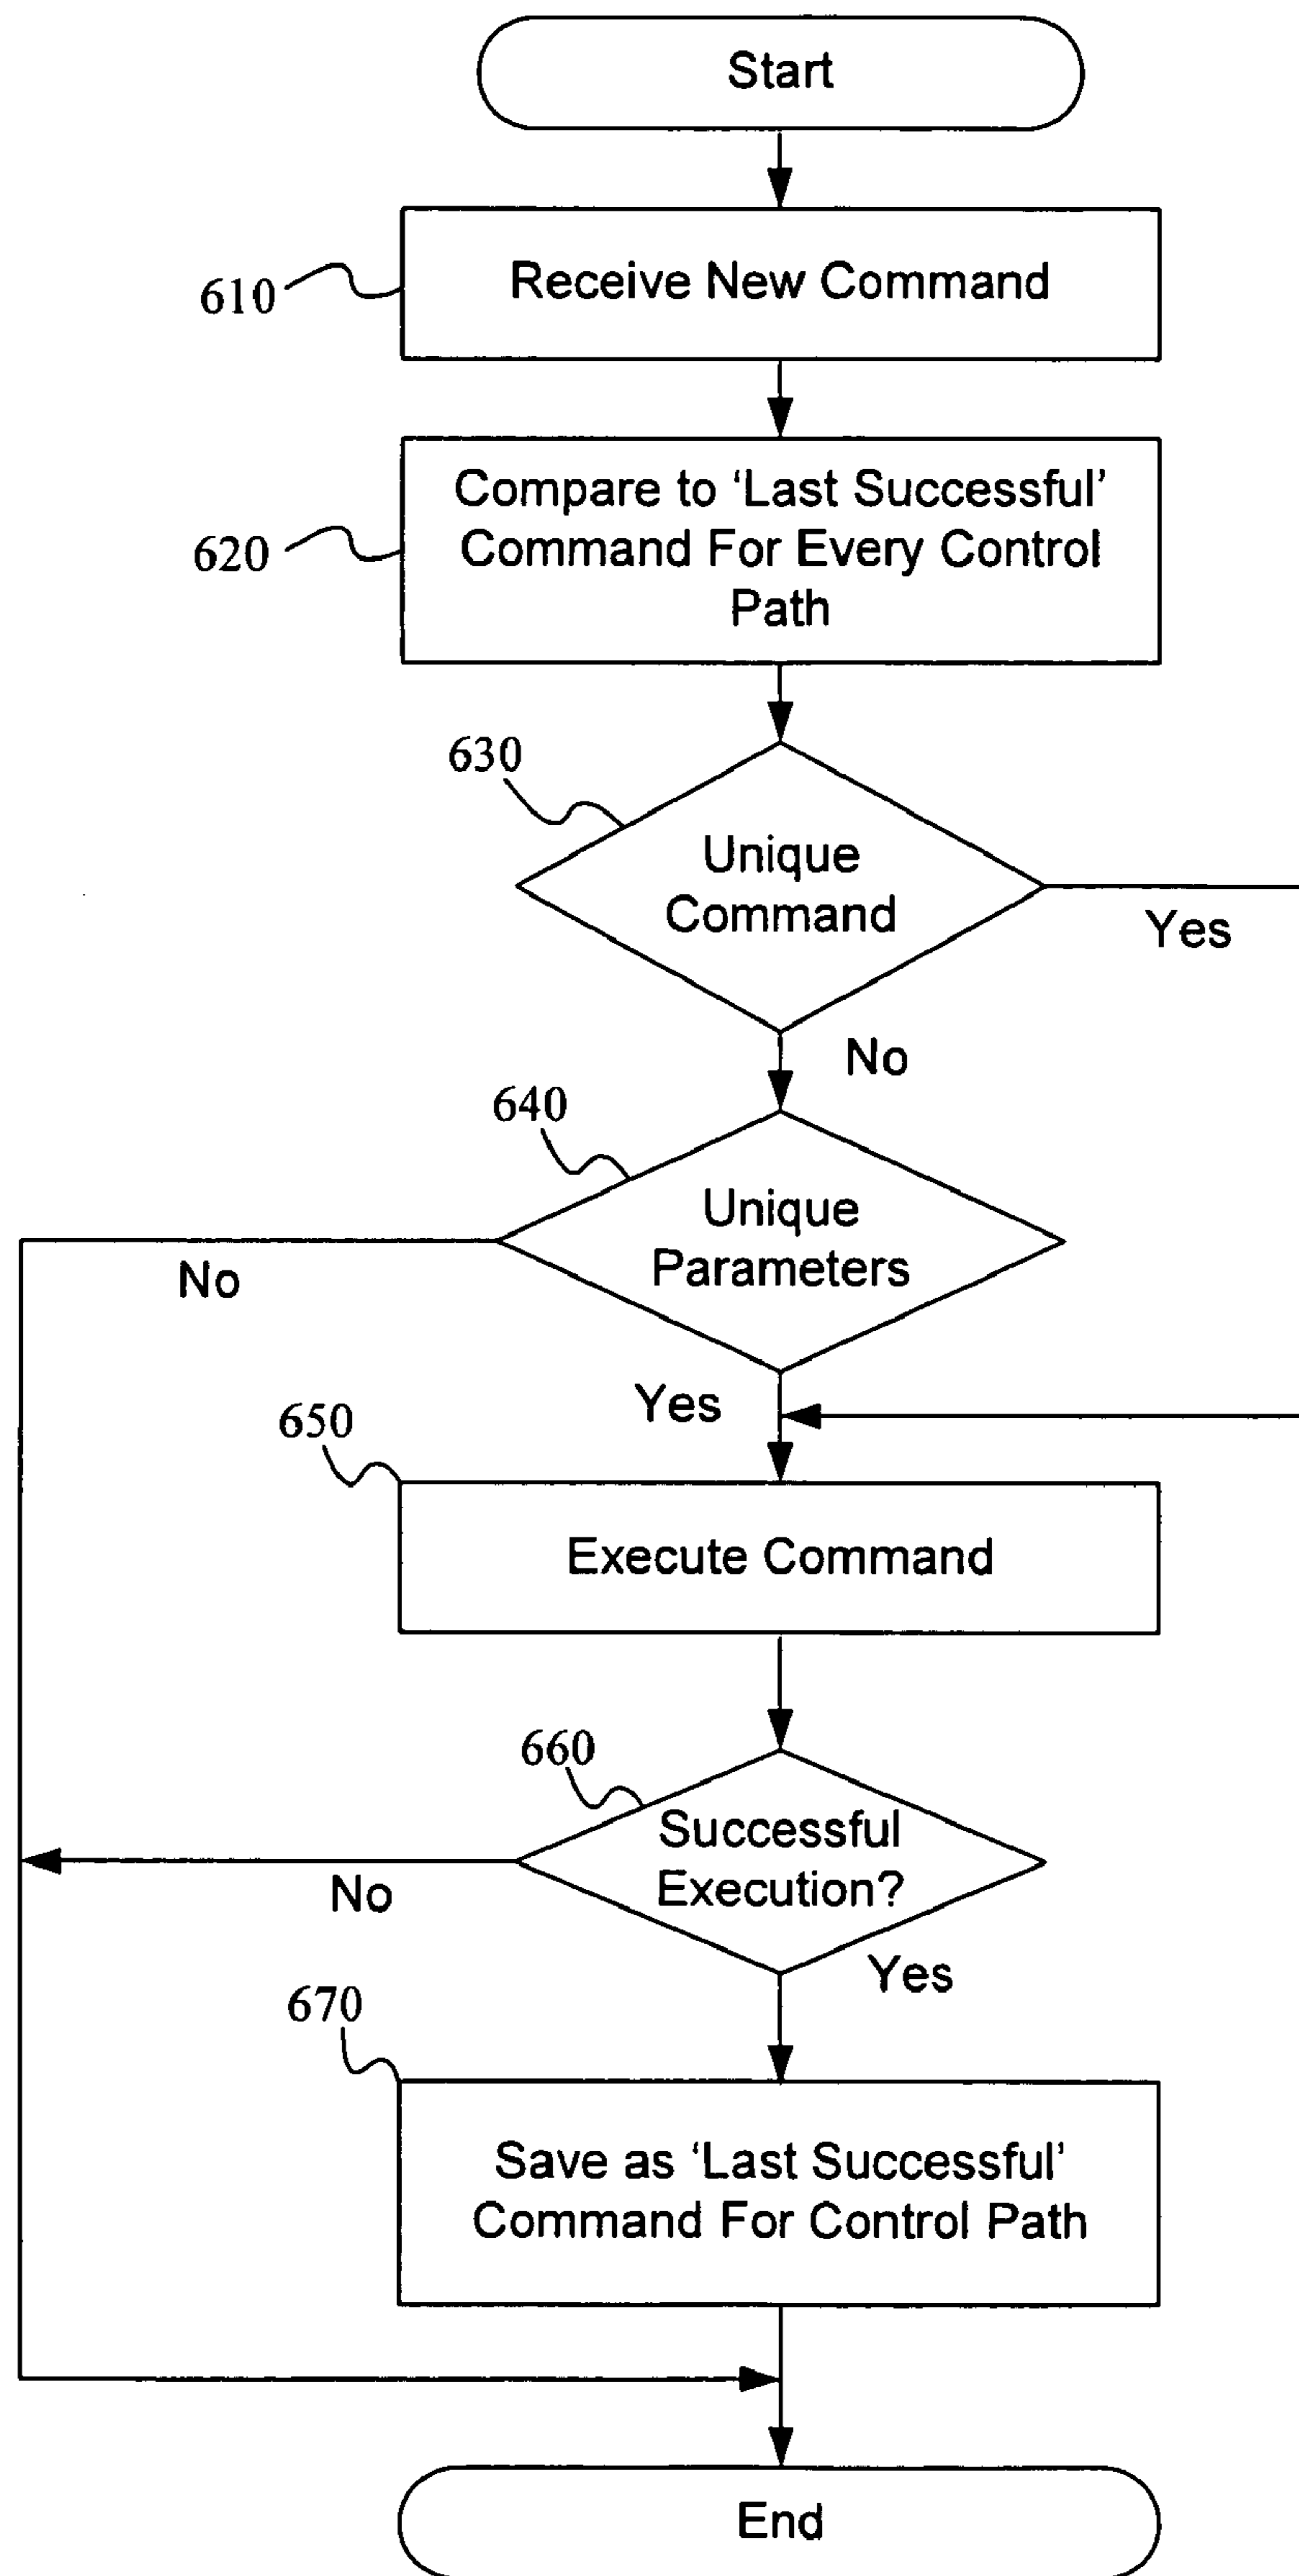 Start
610
Receive New Command
620
Compare to ‘Last Successful’
Command For Every Control
Path
630
Unique
Command
Yes
No
640
Unique
Parameters
No
Yes
650
Execute Command
660
Successful
Execution?
No
Yes
670
Save as ‘Last Successful’
Command For Control Path
End